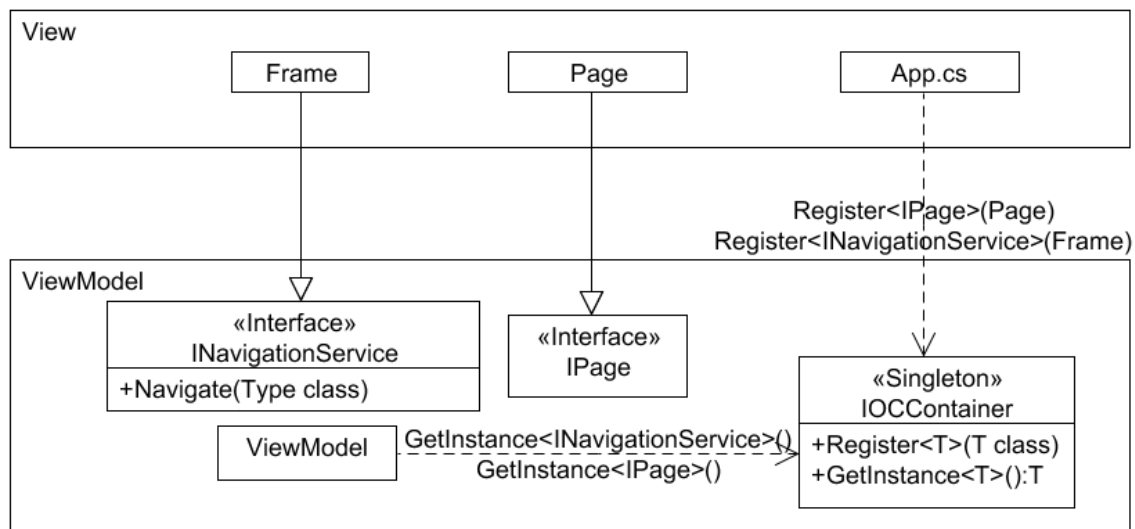 View
Frame
Page
App.cs
Register<IPage>(Page)
Register<INavigationService>(Frame)
ViewModel
«Interface»
INavigationService
+Navigate(Type class)
«Interface»
IPage
«Singleton»
IOCContainer
+Register<T>(T class)
+GetInstance<T>():T
ViewModel
GetInstance<INavigationService>()
GetInstance<IPage>()